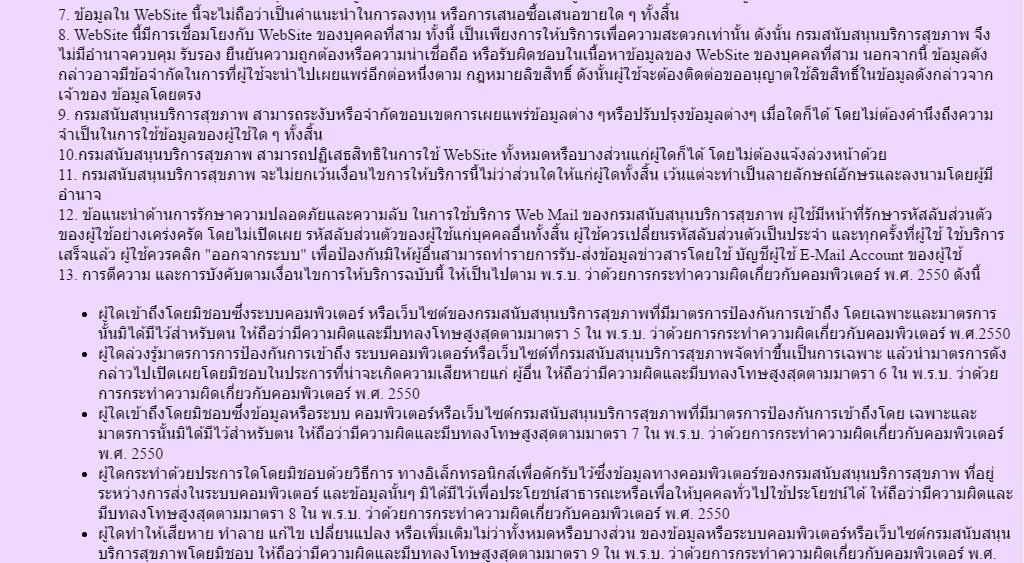 7. ข้อมูลใน WebSite นี้จะไม่ถือว่าเป็นคำแนะนำในการลงทุน หรือการเสนอซื้อเสนอขายใด ๆ ทั้งสิ้น
8. WebSite นี้มีการเชื่อมโยงกับ WebSite ของบุคคลที่สาม ทั้งนี้ เป็นเพียงการให้บริการเพื่อความสะดวกเท่านั้น ดังนั้น กรมสนับสนุนบริการสุขภาพ จึง
ไม่มีอำนาจควบคุม รับรอง ยืนยันความถูกต้องหรือความน่าเชื่อถือ หรือรับผิดชอบในเนื้อหาข้อมูลของ WebSite ของบุคคลที่สาม นอกจากนี้ ข้อมูลดัง
กล่าวอาจมีข้อจำกัดในการที่ผู้ใช้จะนำไปเผยแพร่อีกต่อหนึ่งตาม กฎหมายลิขสิทธิ์ ดังนั้นผู้ใช้จะต้องติดต่อขออนุญาตใช้ลิขสิทธิ์ในข้อมูลดังกล่าวจาก
เจ้าของ ข้อมูลโดยตรง
9. กรมสนับสนุนบริการสุขภาพ สามารถระงับหรือจำกัดขอบเขตการเผยแพร่ข้อมูลต่าง ๆหรือปรับปรุงข้อมูลต่างๆ เมื่อใดก็ได้ โดยไม่ต้องคำนึงถึงความ
จำเป็นในการใช้ข้อมูลของผู้ใช้ใด ๆ ทั้งสิ้น
10.กรมสนับสนุนบริการสุขภาพ สามารถปฏิเสธสิทธิในการใช้ WebSite ทั้งหมดหรือบางส่วนแก่ผู้ใดก็ได้ โดยไม่ต้องแจ้งล่วงหน้าด้วย
11. กรมสนับสนุนบริการสุขภาพ จะไม่ยกเว้นเงื่อนไขการให้บริการนี้ไม่ว่าส่วนใดให้แก่ผู้ใดทั้งสิ้น เว้นแต่จะทำเป็นลายลักษณ์อักษรและลงนามโดยผู้มี
อำนาจ
12. ข้อแนะนำด้านการรักษาความปลอดภัยและความลับ ในการใช้บริการ Web Mail ของกรมสนับสนุนบริการสุขภาพ ผู้ใช้มีหน้าที่รักษารหัสลับส่วนตัว
ของผู้ใช้อย่างเคร่งครัด โดยไม่เปิดเผย รหัสลับส่วนตัวของผู้ใช้แก่บุคคลอื่นทั้งสิ้น ผู้ใช้ควรเปลี่ยนรหัสลับส่วนตัวเป็นประจำ และทุกครั้งที่ผู้ใช้ ใช้บริการ
เสร็จแล้ว ผู้ใช้ควรคลิก "ออกจากระบบ" เพื่อป้องกันมิให้ผู้อื่นสามารถทำรายการรับ-ส่งข้อมูลข่าวสารโดยใช้ บัญชีผู้ใช้ E-Mail Account ของผู้ใช้
13. การตีความ และการบังคับตามเงื่อนไขการให้บริการฉบับนี้ ให้เป็นไปตาม พ.ร.บ. ว่าด้วยการกระทำความผิดเกี่ยวกับคอมพิวเตอร์ พ.ศ. 2550 ดังนี้
• ผู้ใดเข้าถึงโดยมิชอบซึ่งระบบคอมพิวเตอร์ หรือเว็บไซต์ของกรมสนับสนุนบริการสุขภาพที่มีมาตรการป้องกันการเข้าถึง โดยเฉพาะและมาตรการ
นั้นมิได้มีไว้สำหรับตน ให้ถือว่ามีความผิดและมีบทลงโทษสูงสุดตามมาตรา 5 ใน พ.ร.บ. ว่าด้วยการกระทำความผิดเกี่ยวกับคอมพิวเตอร์ พ.ศ.2550
• ผู้ใดล่วงรู้มาตรการการป้องกันการเข้าถึง ระบบคอมพิวเตอร์หรือเว็บไซต์ที่กรมสนับสนุนบริการสุขภาพจัดทำขึ้นเป็นการเฉพาะ แล้วนำมาตรการดัง
กล่าวไปเปิดเผยโดยมิชอบในประการที่น่าจะเกิดความเสียหายแก่ ผู้อื่น ให้ถือว่ามีความผิดและมีบทลงโทษสูงสุดตามมาตรา 6 ใน พ.ร.บ. ว่าด้วย
การกระทำความผิดเกี่ยวกับคอมพิวเตอร์ พ.ศ. 2550
• ผู้ใดเข้าถึงโดยมิชอบซึ่งข้อมูลหรือระบบ คอมพิวเตอร์หรือเว็บไซต์กรมสนับสนุนบริการสุขภาพที่มีมาตรการป้องกันการเข้าถึงโดย เฉพาะและ
มาตรการนั้นมิได้มีไว้สำหรับตน ให้ถือว่ามีความผิดและมีบทลงโทษสูงสุดตามมาตรา 7 ใน พ.ร.บ. ว่าด้วยการกระทำความผิดเกี่ยวกับคอมพิวเตอร์
พ.ศ. 2550
• ผู้ใดกระทำด้วยประการใดโดยมิชอบด้วยวิธีการ ทางอิเล็กทรอนิกส์เพื่อดักรับไว้ซึ่งข้อมูลทางคอมพิวเตอร์ของกรมสนับสนุนบริการสุขภาพ ที่อยู่
ระหว่างการส่งในระบบคอมพิวเตอร์ และข้อมูลนั้นๆ มิได้มีไว้เพื่อประโยชน์สาธารณะหรือเพื่อให้บุคคลทั่วไปใช้ประโยชน์ได้ ให้ถือว่ามีความผิดและ
มีบทลงโทษสูงสุดตามมาตรา 8 ใน พ.ร.บ. ว่าด้วยการกระทำความผิดเกี่ยวกับคอมพิวเตอร์ พ.ศ. 2550
• ผู้ใดทำให้เสียหาย ทำลาย แก้ไข เปลี่ยนแปลง หรือเพิ่มเติมไม่ว่าทั้งหมดหรือบางส่วน ของข้อมูลหรือระบบคอมพิวเตอร์หรือเว็บไซต์กรมสนับสนุน
บริการสุขภาพโดยมิชอบ ให้ถือว่ามีความผิดและมีบทลงโทษสูงสุดตามมาตรา 9 ใน พ.ร.บ. ว่าด้วยการกระทำความผิดเกี่ยวกับคอมพิวเตอร์ พ.ศ.